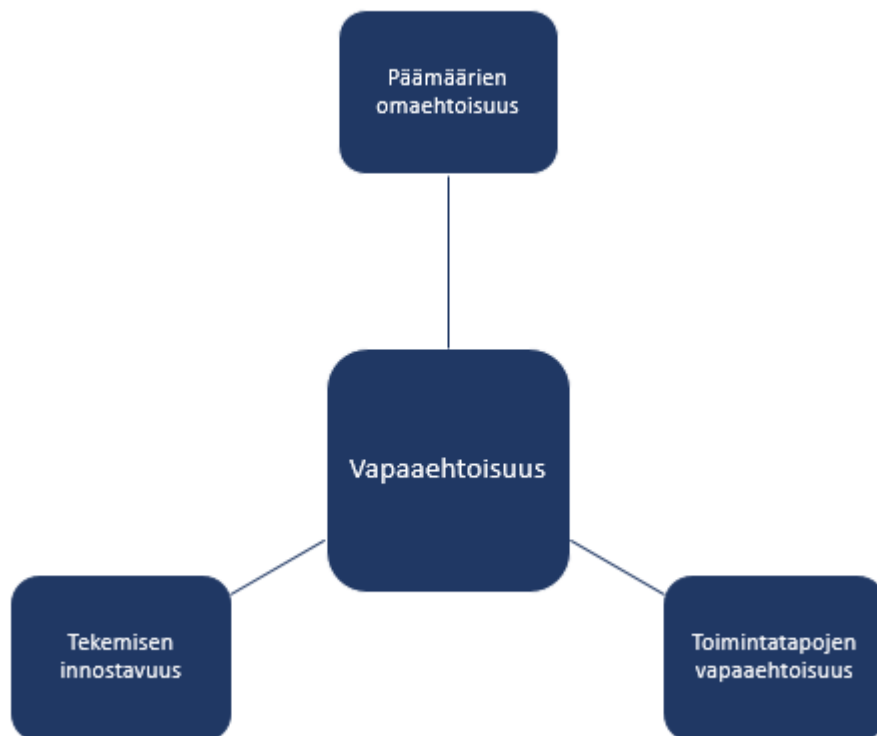 Päämäärien
omaehtoisuus
Vapaaehtoisuus
Tekemisen
innostavuus
Toimintatapojen
vapaaehtoisuus